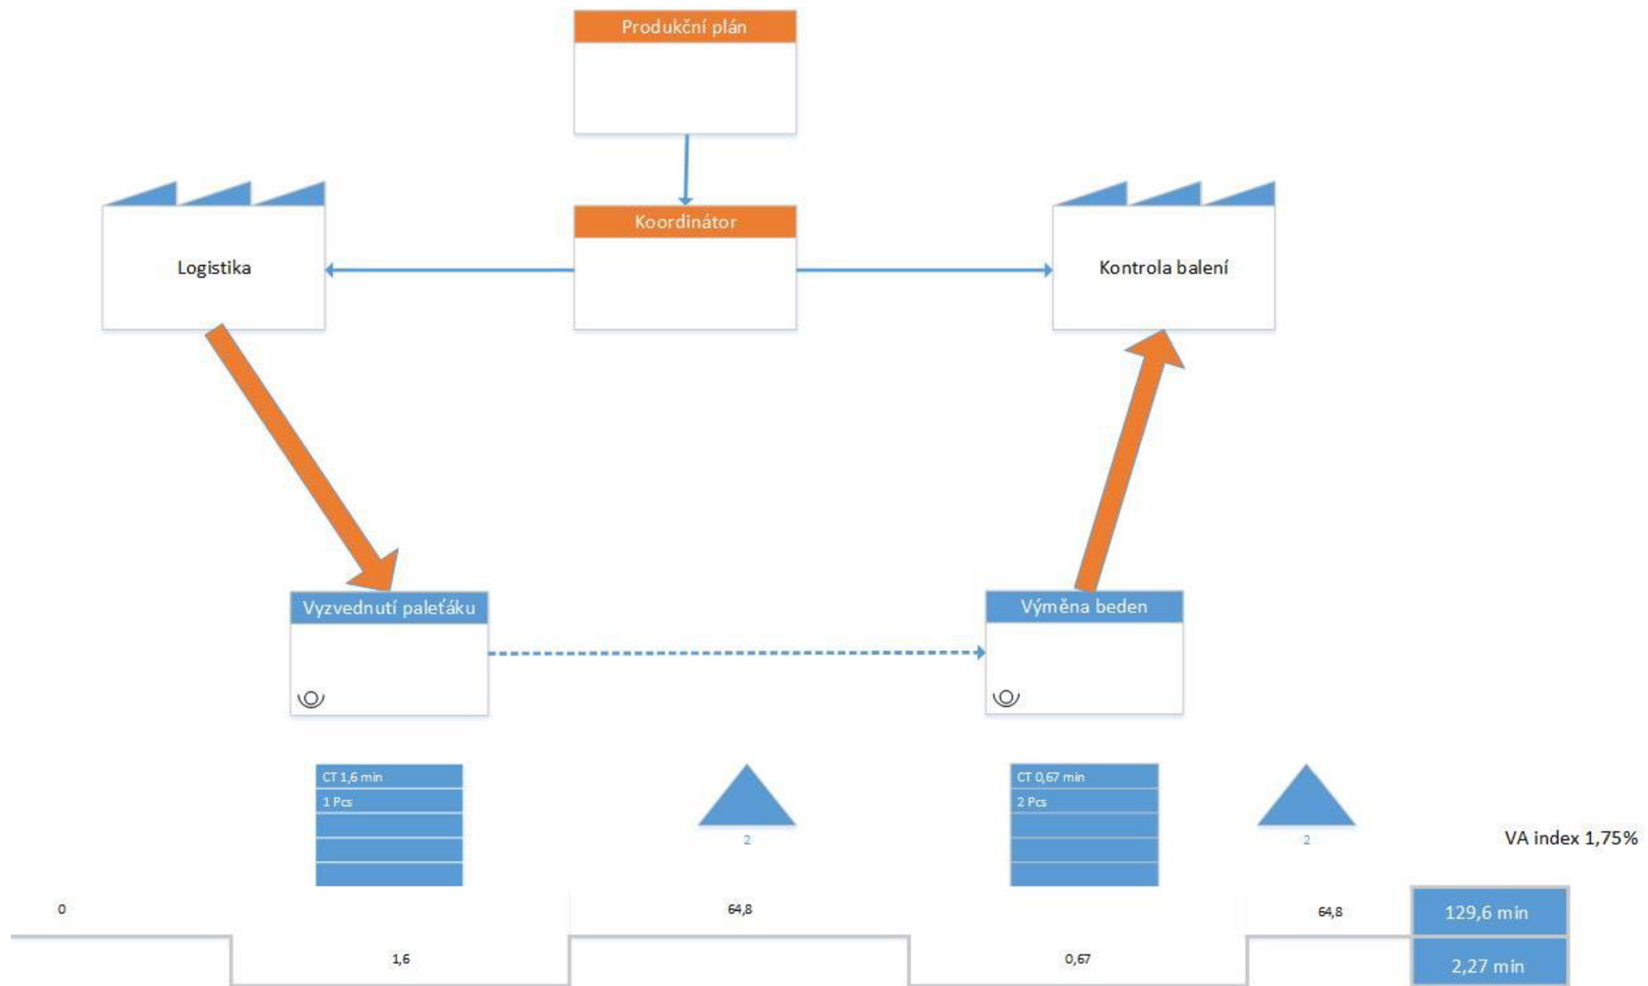 Produkční plán
Koordinátor
Logistika
Kontrola balení
Vyzvednutí paleťáku
Výměna beden
CT 1,6 min
1 Pcs
CT 0,67 min
2 Pcs
2
2
VA index 1,75%
0
64,8
64,8
129,6 min
1,6
0,67
2,27 min